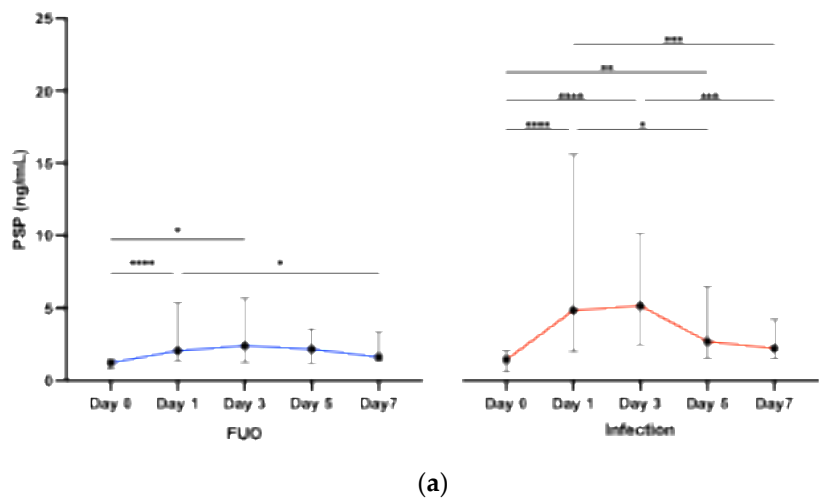 25
20
15
10
5
0
PSP (ng/mL)
*
****
*
Day 0 Day 1 Day 3 Day 5 Day7
FUO
***
**
****
***
****
*
Day 0 Day 1 Day 3 Day 5 Day7
Infection
(a)